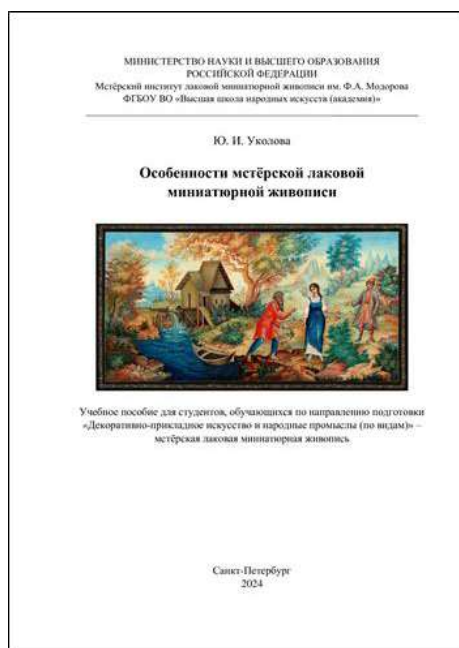 МИНИСТЕРСТВО НАУКИ И ВЫСШЕГО ОБРАЗОВАНИЯ
РОССИЙСКОЙ ФЕДЕРАЦИИ
Мстёрский институт лаковой миниатюрной живописи им. Ф.А. Модорова
ФГБОУ ВО «Высшая школа народных искусств (академия)»
Ю. И. Уколова
Особенности мстёрской лаковой
миниатюрной живописи
Учебное пособие для студентов, обучающихся по направлению подготовки
«Декоративно-прикладное искусство и народные промыслы (по видам)» –
мстёрская лаковая миниатюрная живопись
Санкт-Петербург
2024